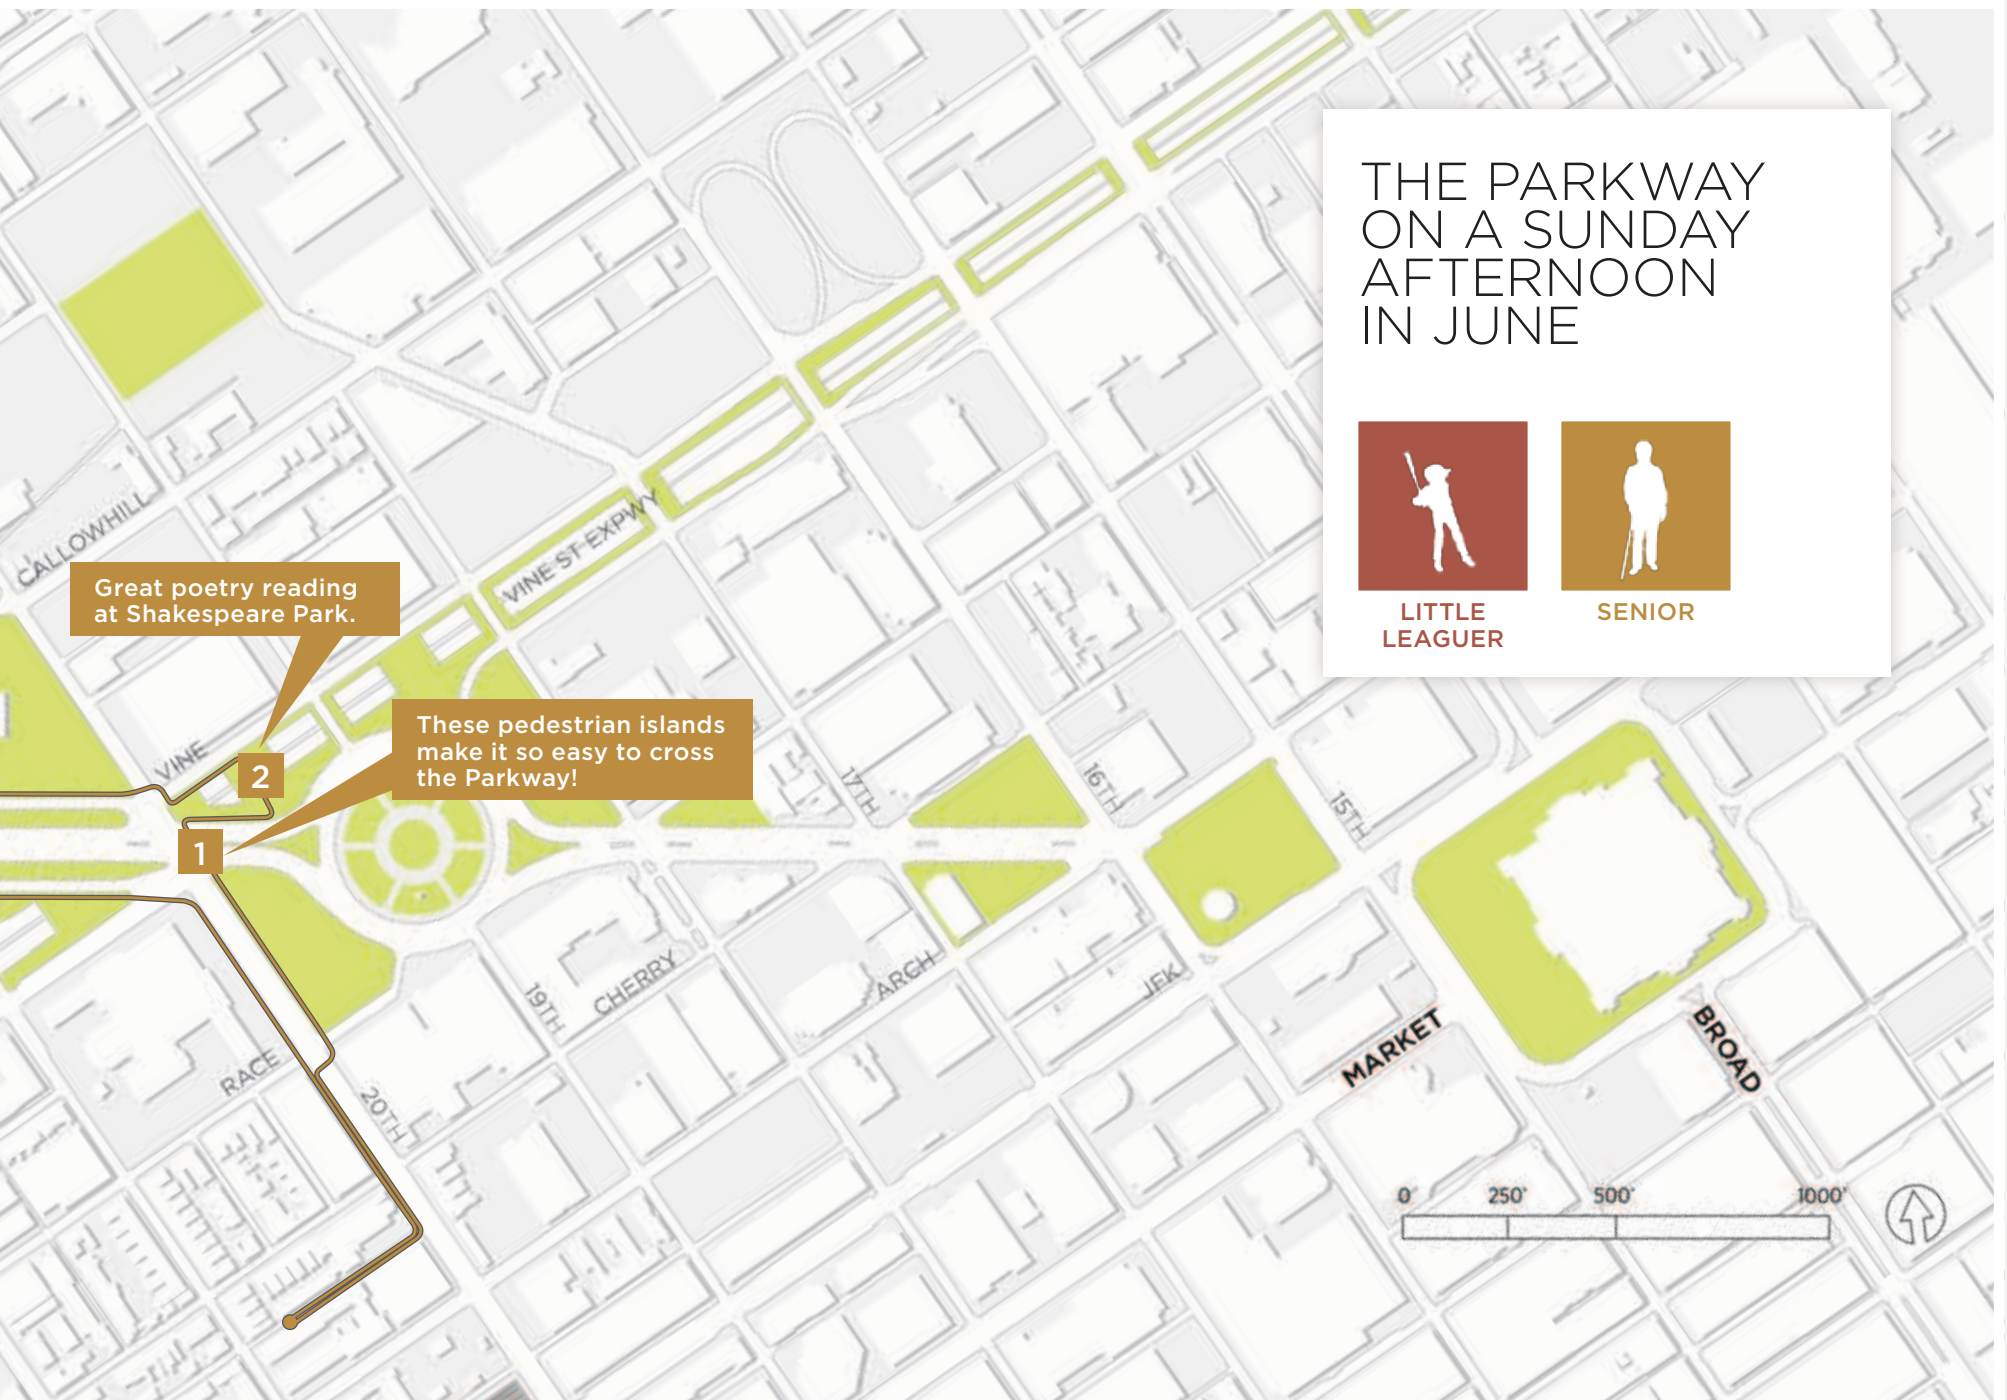 THE PARKWAY
ON A SUNDAY
AFTERNOON
IN JUNE
LITTLE
LEAGUER
SENIOR
CALLOWHILL
VINE ST EXPWY
Great poetry reading
at Shakespeare Park.
These pedestrian islands
make it so easy to cross
the Parkway!
VINE
2
1
17TH
16TH
15TH
19TH
CHERRY
ARCH
JFK
MARKET
BROAD
RACE
20TH
0'
250'
500'
1000'